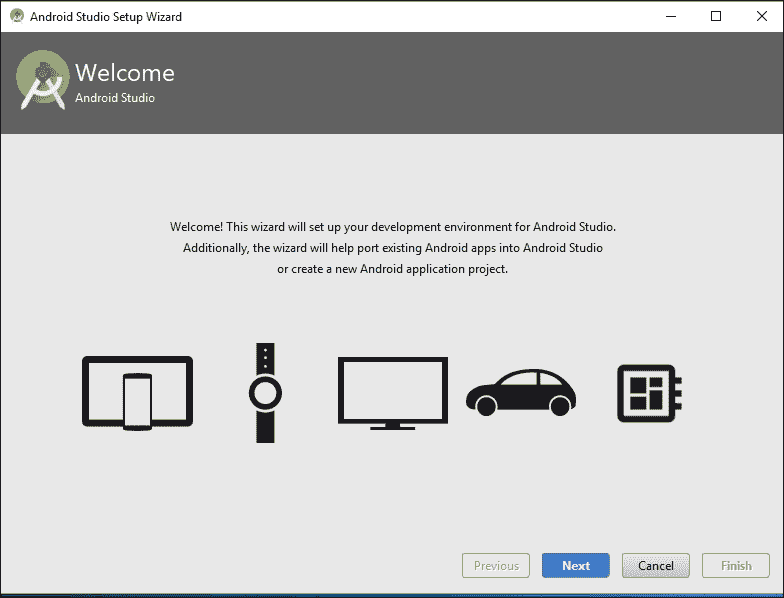 Android Studio Setup Wizard
Welcome
Android Studio
Welcome! This wizard will set up your development environment for Android Studio.
Additionally, the wizard will help port existing Android apps into Android Studio
or create a new Android application project.
Previous Next Cancel Finish